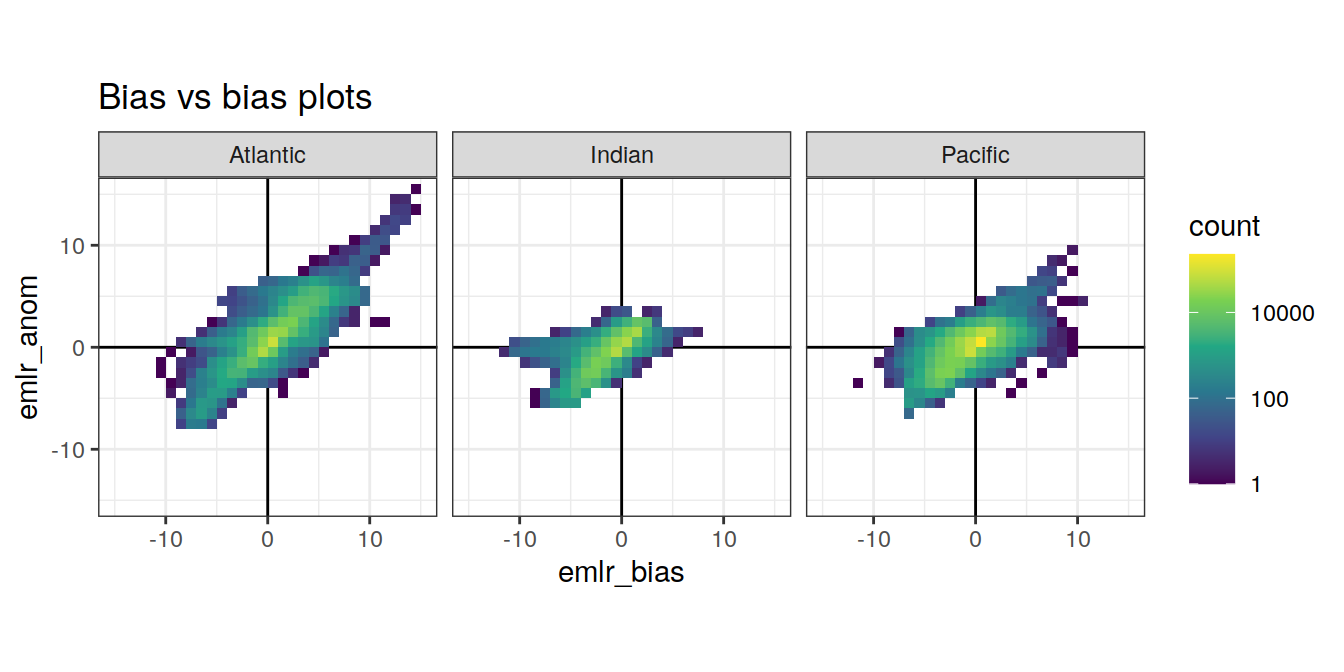 Bias vs bias plots
Atlantic Indian Pacific
count
10
0
-10
10000
100
1
-10 0 10 -10 0 10 -10 0 10
emlr_bias
emlr_anom